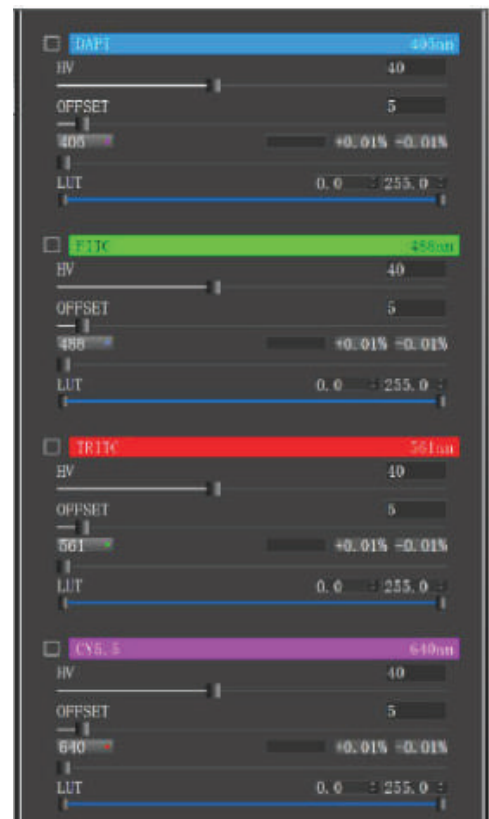 DAPI 405nm
HV 40
OFFSET 5
405 +0.01% -0.01%
LUT 0.0 255.0
FITC 488nm
HV 40
OFFSET 5
488 +0.01% -0.01%
LUT 0.0 255.0
TRITC 561nm
HV 40
OFFSET 5
561 +0.01% -0.01%
LUT 0.0 255.0
CY5.5 640nm
HV 40
OFFSET 5
640 +0.01% -0.01%
LUT 0.0 255.0